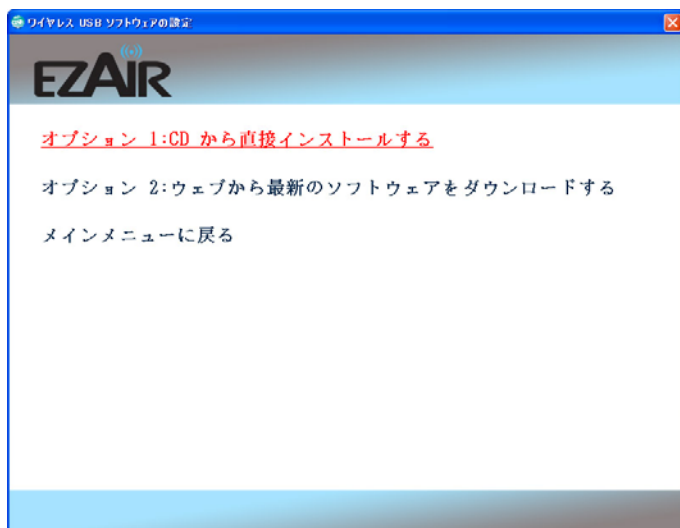 ワイヤレス USB ソフトウェアの設定
EZAIR
オプション 1:CD から直接インストールする
オプション 2:ウェブから最新のソフトウェアをダウンロードする
メインメニューに戻る